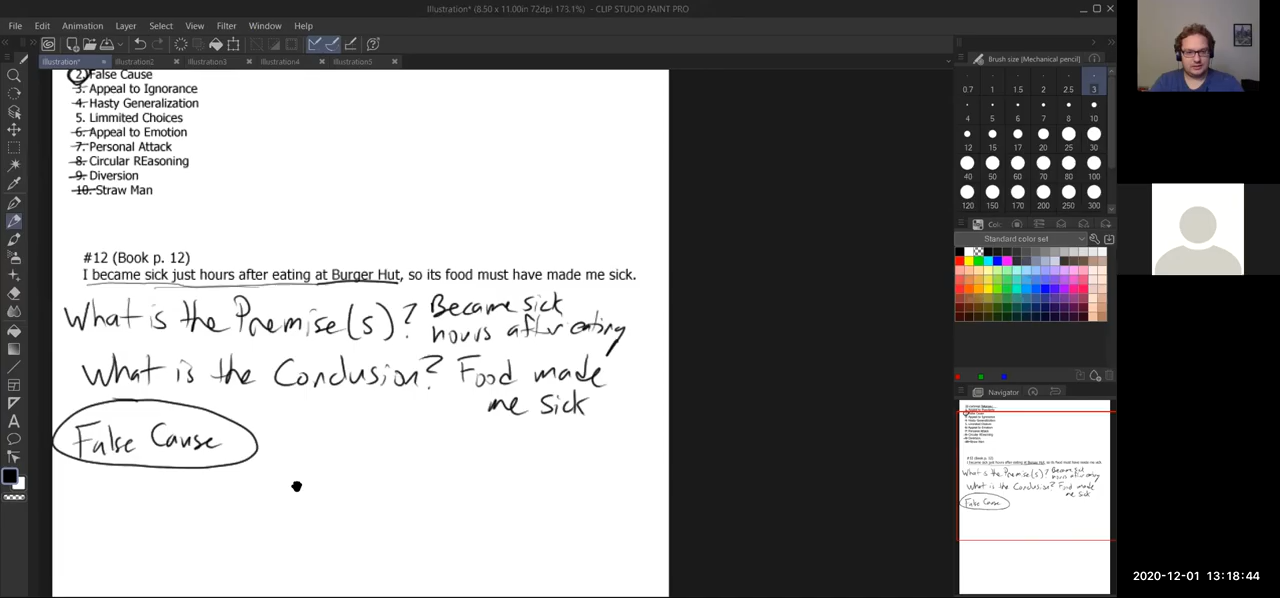 Illustration* (8.50 x 11.00in 72dpi 173.1%) - CLIP STUDIO PAINT PRO
File Edit Animation Layer Select View Filter Window Help
Illustration* Illustration2 Illustration3 Illustration4 Illustration5
Brush size [Mechanical pencil]
0.7 1 1.5 2 2.5 3
4 5 6 7 8 10
12 15 17 20 25 30
40 50 60 70 80 100
120 150 170 200 250 300
Standard color set
Navigator
2. False Cause
3. Appeal to Ignorance
4. Hasty Generalization
5. Limmited Choices
6. Appeal to Emotion
7. Personal Attack
8. Circular REasoning
9. Diversion
10. Straw Man
#12 (Book p. 12)
I became sick just hours after eating at Burger Hut, so its food must have made me sick.
What is the Premise(s)? Became sick
hours after eating
What is the Conclusion? Food made
me sick
False Cause
2020-12-01 13:18:44